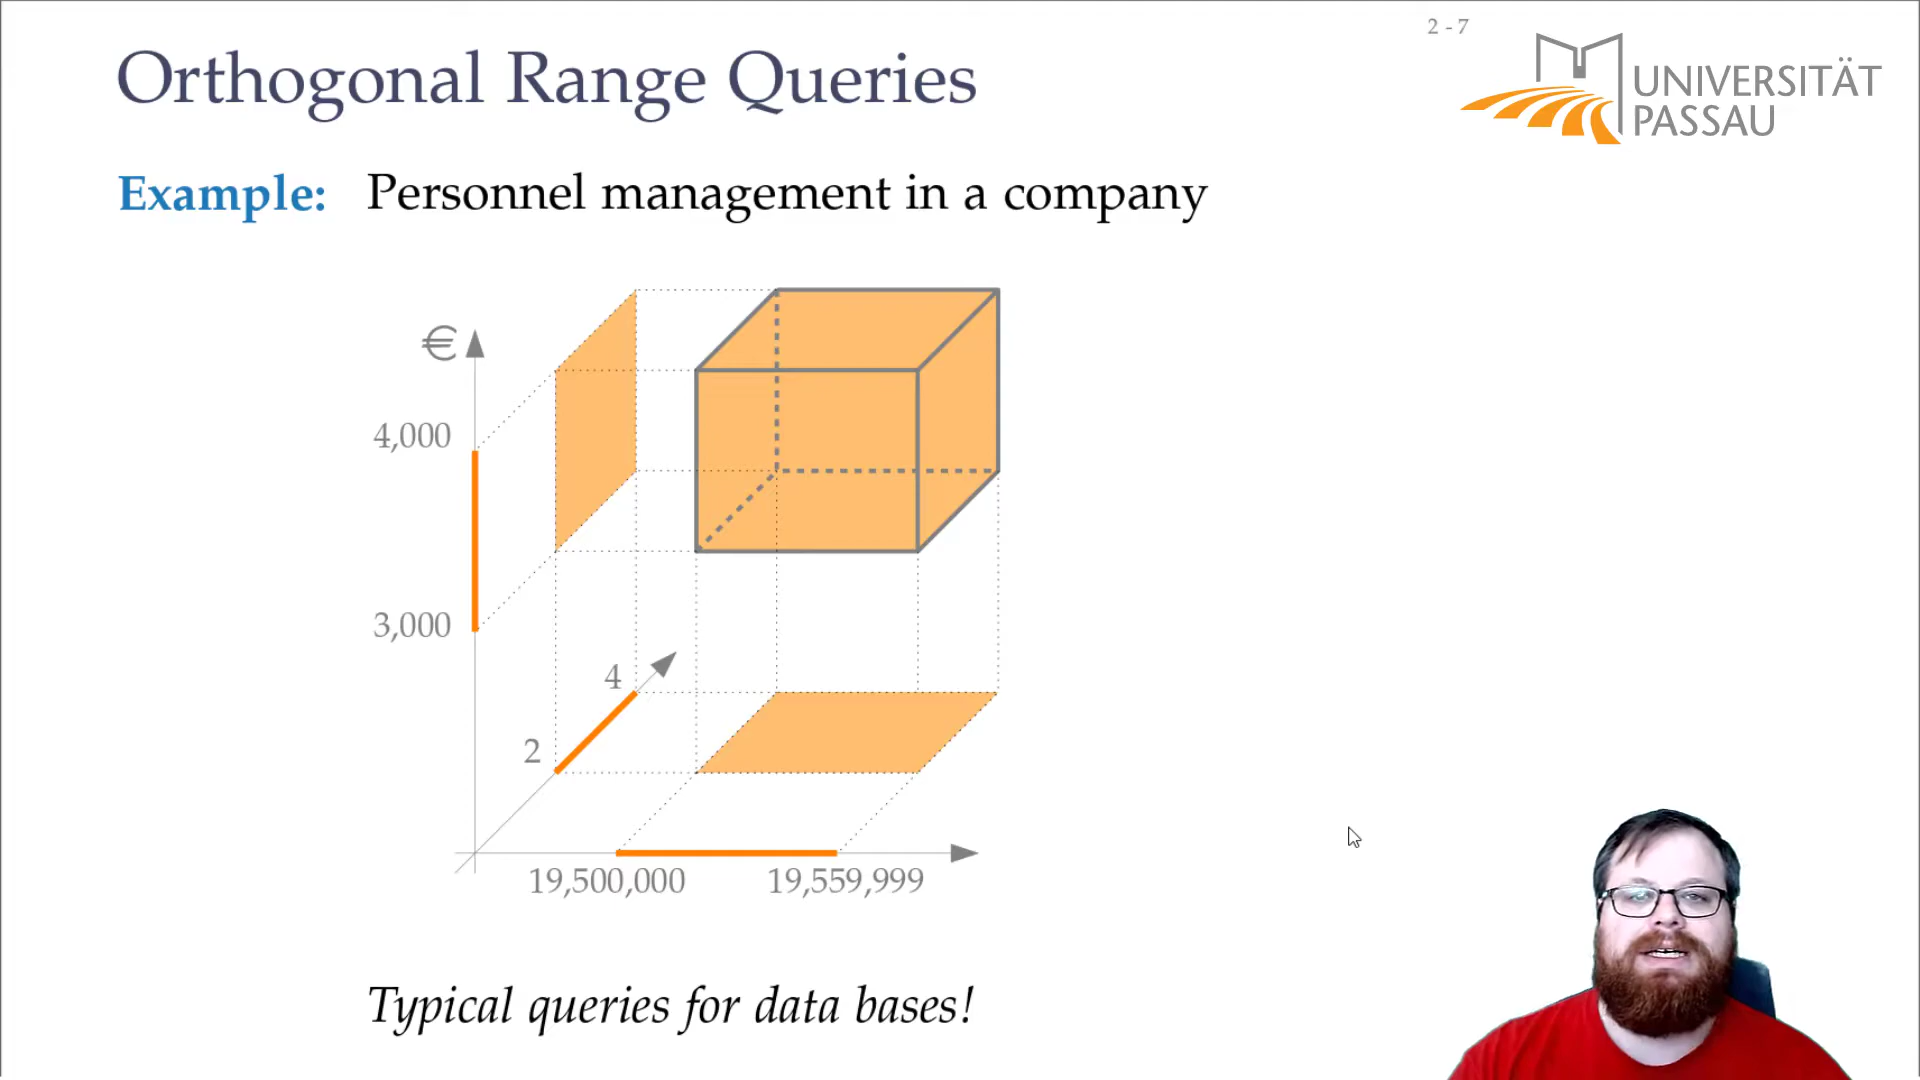 2 - 7
Orthogonal Range Queries
UNIVERSITÄT
PASSAU
Example: Personnel management in a company
€
4,000
3,000
4
2
19,500,000 19,559,999
Typical queries for data bases!